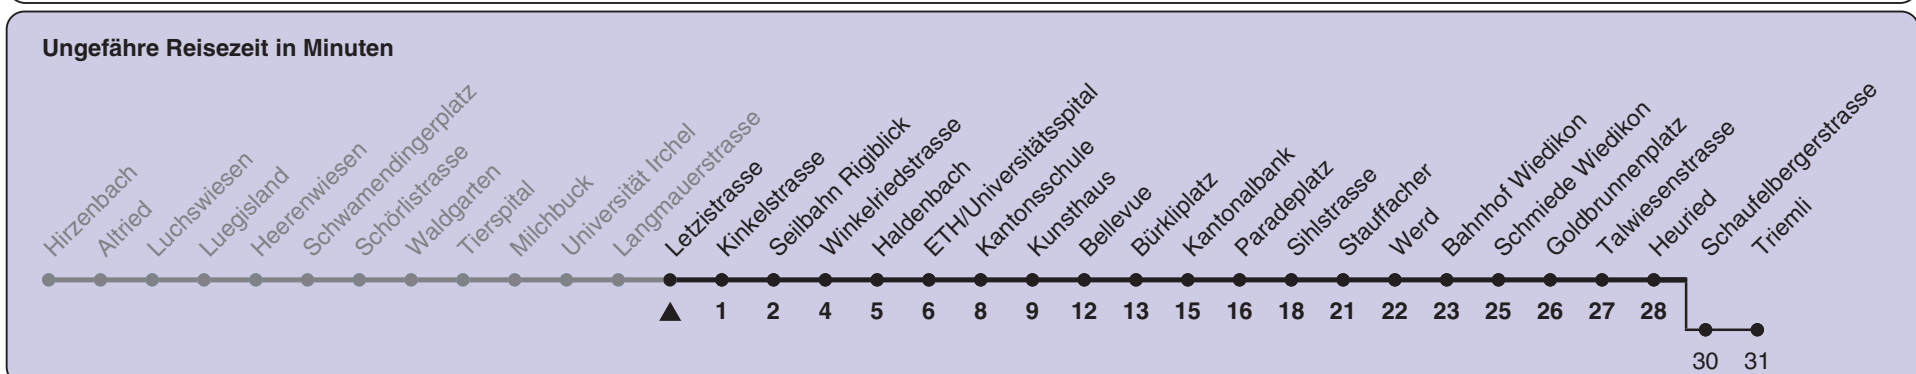 Ungefähre Reisezeit in Minuten
Hirzenbach
Altried
Luchswiesen
Luegisland
Heerenwiesen
Schwamendingerplatz
Schörlistrasse
Waldgarten
Tierspital
Milchbuck
Universität Irchel
Langmauerstrasse
Letzistrasse
Kinkelstrasse
Seilbahn Rigiblick
Winkelriedstrasse
Haldenbach
ETH/Universitätsspital
Kantonsschule
Kunsthaus
Bellevue
Bürkliplatz
Kantonalbank
Paradeplatz
Sihlstrasse
Stauffacher
Werd
Bahnhof Wiedikon
Schmiede Wiedikon
Goldbrunnenplatz
Talwiesenstrasse
Heuried
Schaufelbergerstrasse
Triemli
1 2 4 5 6 8 9 12 13 15 16 18 21 22 23 25 26 27 28
30 31